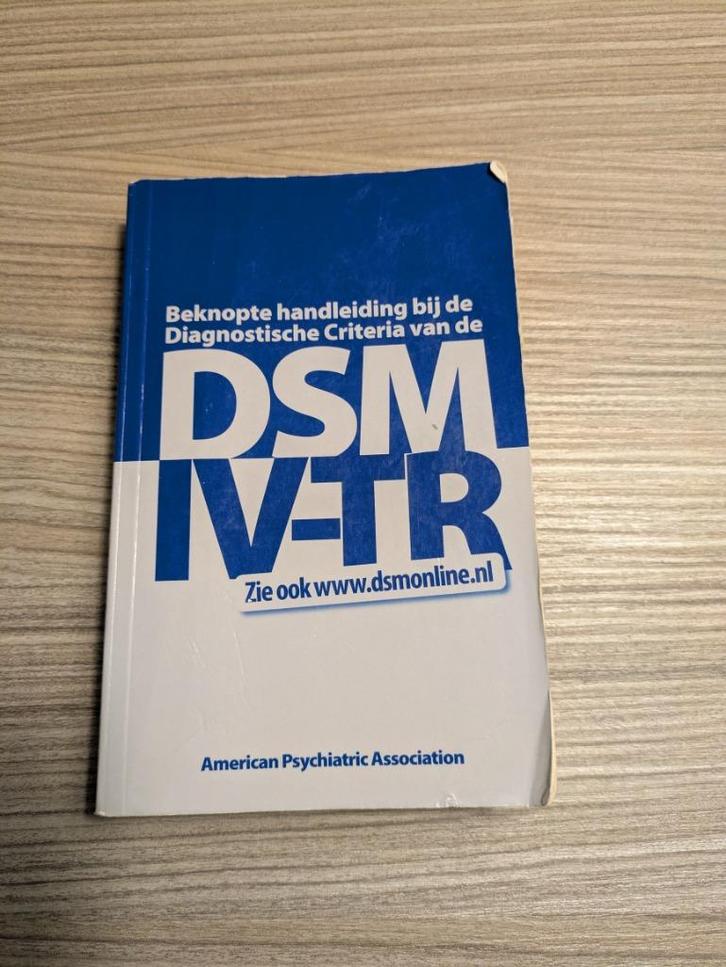 Beknopte handleiding bij de
Diagnostische Criteria van de
DSM
IV-TR
Zie ook www.dsmonline.nl
American Psychiatric Association